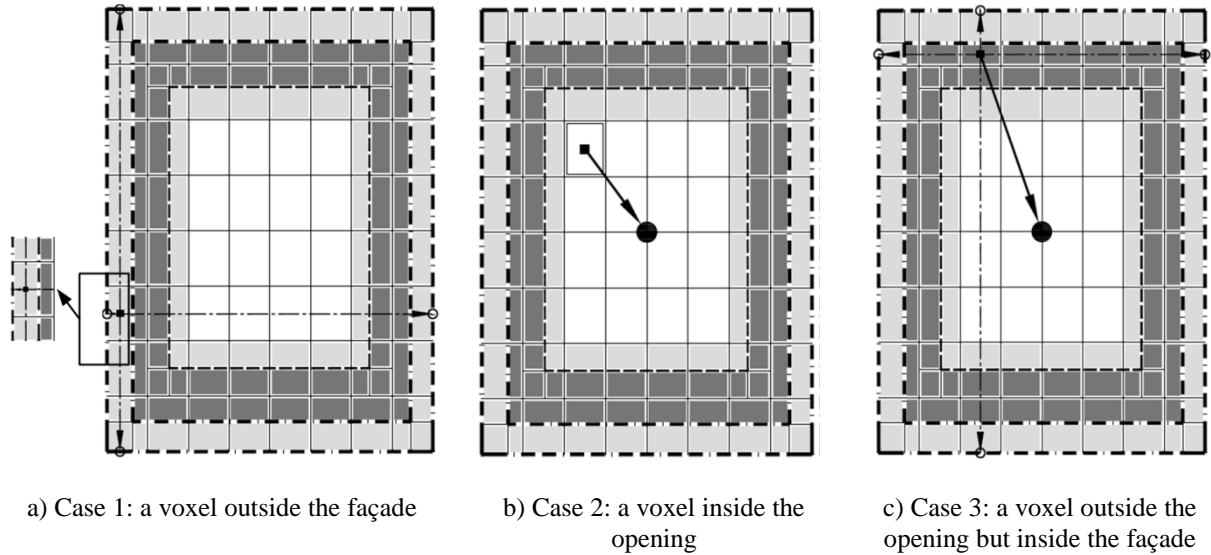 a) Case 1: a voxel outside the façade
b) Case 2: a voxel inside the
opening
c) Case 3: a voxel outside the
opening but inside the façade